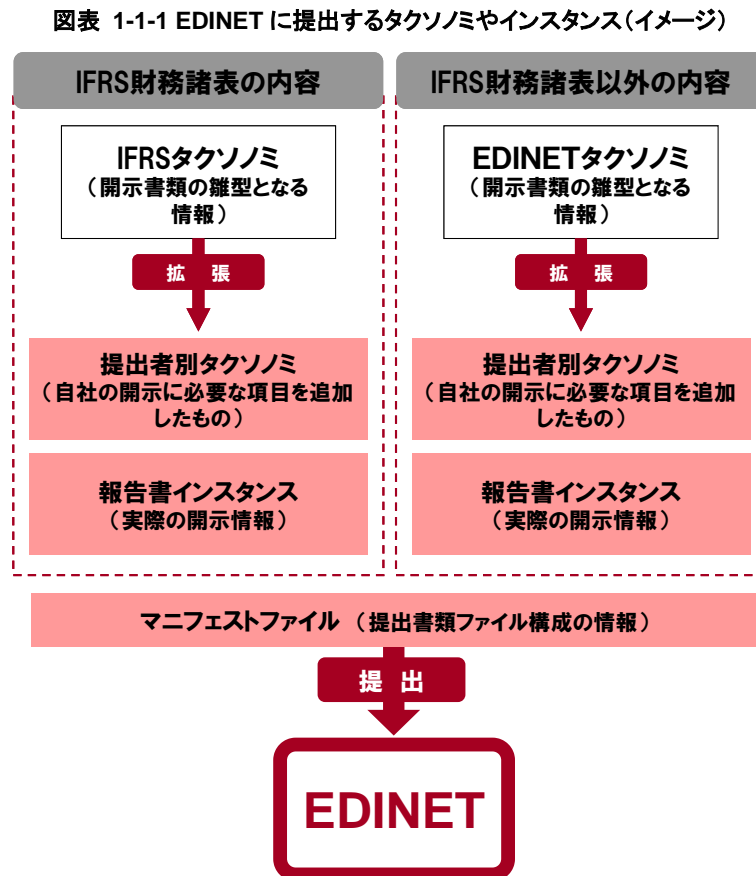 図表 1-1-1 EDINET に提出するタクソノミやインスタンス(イメージ)
IFRS財務諸表の内容
IFRSタクソノミ
（開示書類の雛型となる
情報）
拡 張
提出者別タクソノミ
（自社の開示に必要な項目を追加
したもの）
報告書インスタンス
（実際の開示情報）
IFRS財務諸表以外の内容
EDINETタクソノミ
（開示書類の雛型となる
情報）
拡 張
提出者別タクソノミ
（自社の開示に必要な項目を追加
したもの）
報告書インスタンス
（実際の開示情報）
マニフェストファイル （提出書類ファイル構成の情報）
提 出
EDINET